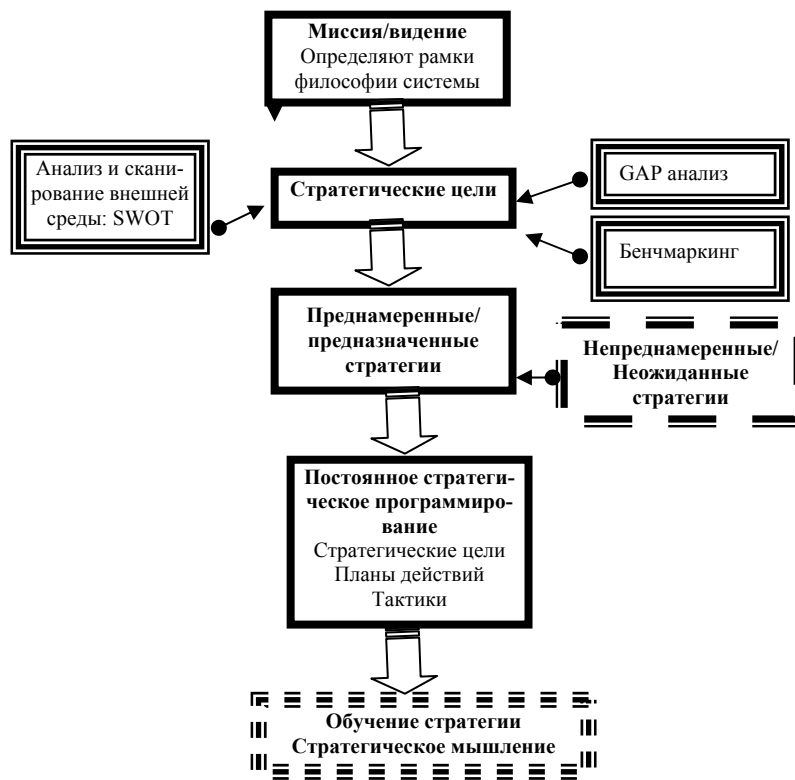 Миссия/видение
Определяют рамки
философии системы
Анализ и скани-
рование внешней
среды: SWOT
Стратегические цели
GAP анализ
Бенчмаркинг
Преднамеренные/
предназначенные
стратегии
Непреднамеренные/
Неожиданные
стратегии
Постоянное стратеги-
ческое программиро-
вание
Стратегические цели
Планы действий
Тактики
Обучение стратегии
Стратегическое мышление